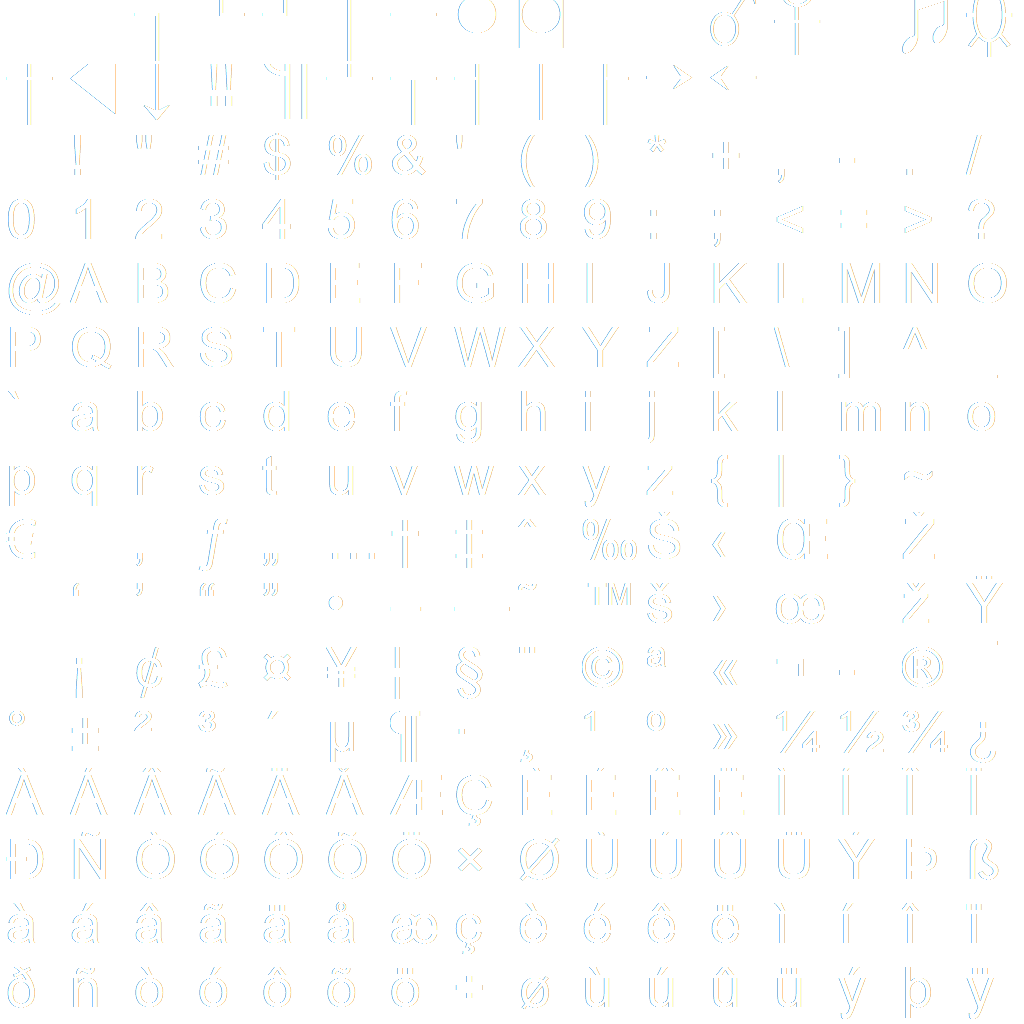 ♂ ♀ ♫ ☼
◄ ↓ ‼ ¶
! " # $ % & ' ( ) * + , - . /
0 1 2 3 4 5 6 7 8 9 : ; < = > ?
@ A B C D E F G H I J K L M N O
P Q R S T U V W X Y Z [ \ ] ^ _
` a b c d e f g h i j k l m n o
p q r s t u v w x y z { | } ~
€ ‚ ƒ „ … † ‡ ˆ ‰ Š ‹ Œ Ž
‘ ’ “ ” • – — ˜ ™ š › œ ž Ÿ
¡ ¢ £ ¤ ¥ ¦ § ¨ © ª « ¬ - ® ¯
° ± ² ³ ´ µ ¶ · ¸ ¹ º » ¼ ½ ¾ ¿
À Á Â Ã Ä Å Æ Ç È É Ê Ë Ì Í Î Ï
Ð Ñ Ò Ó Ô Õ Ö × Ø Ù Ú Û Ü Ý Þ ß
à á â ã ä å æ ç è é ê ë ì í î ï
ð ñ ò ó ô õ ö ÷ ø ù ú û ü ý þ ÿ